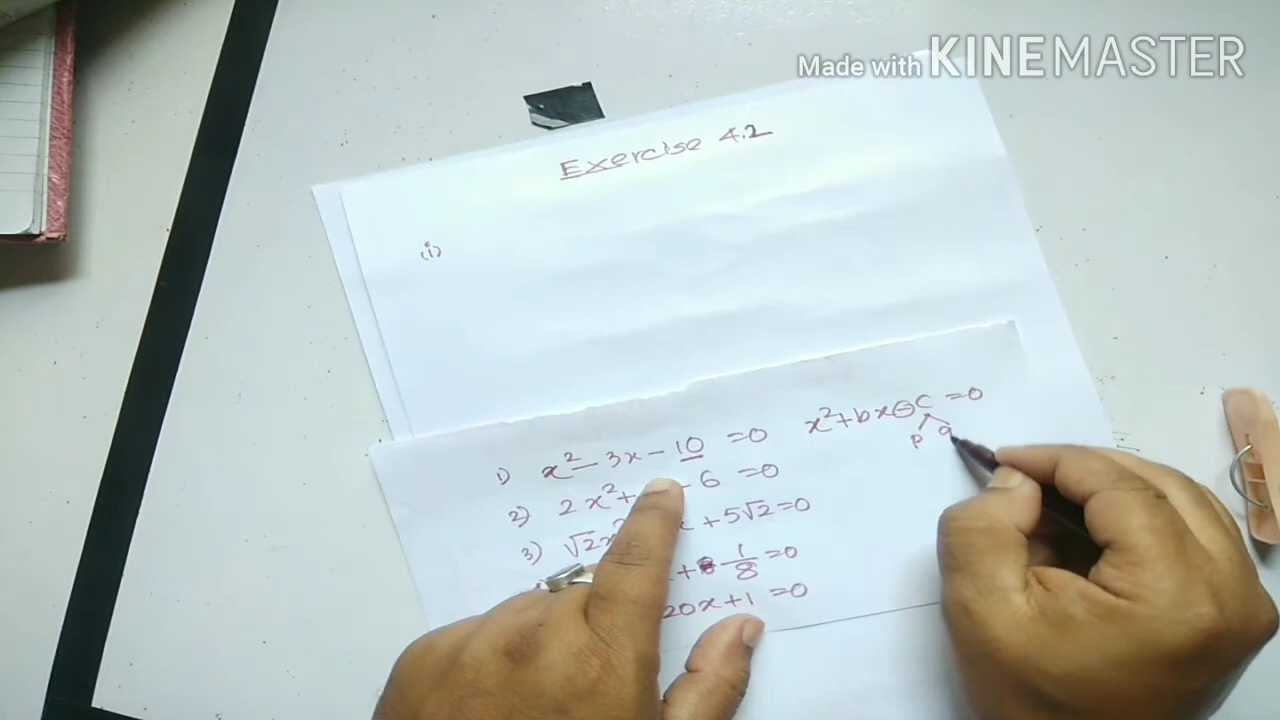 Made with KINEMASTER
Exercise 4.2
(i)
1) x² - 3x - 10 = 0
x² + bx ⊖ c = 0
p q
2) 2x² + - 6 = 0
3) √2x² x + 5√2 = 0
+ 1/8 = 0
20x + 1 = 0